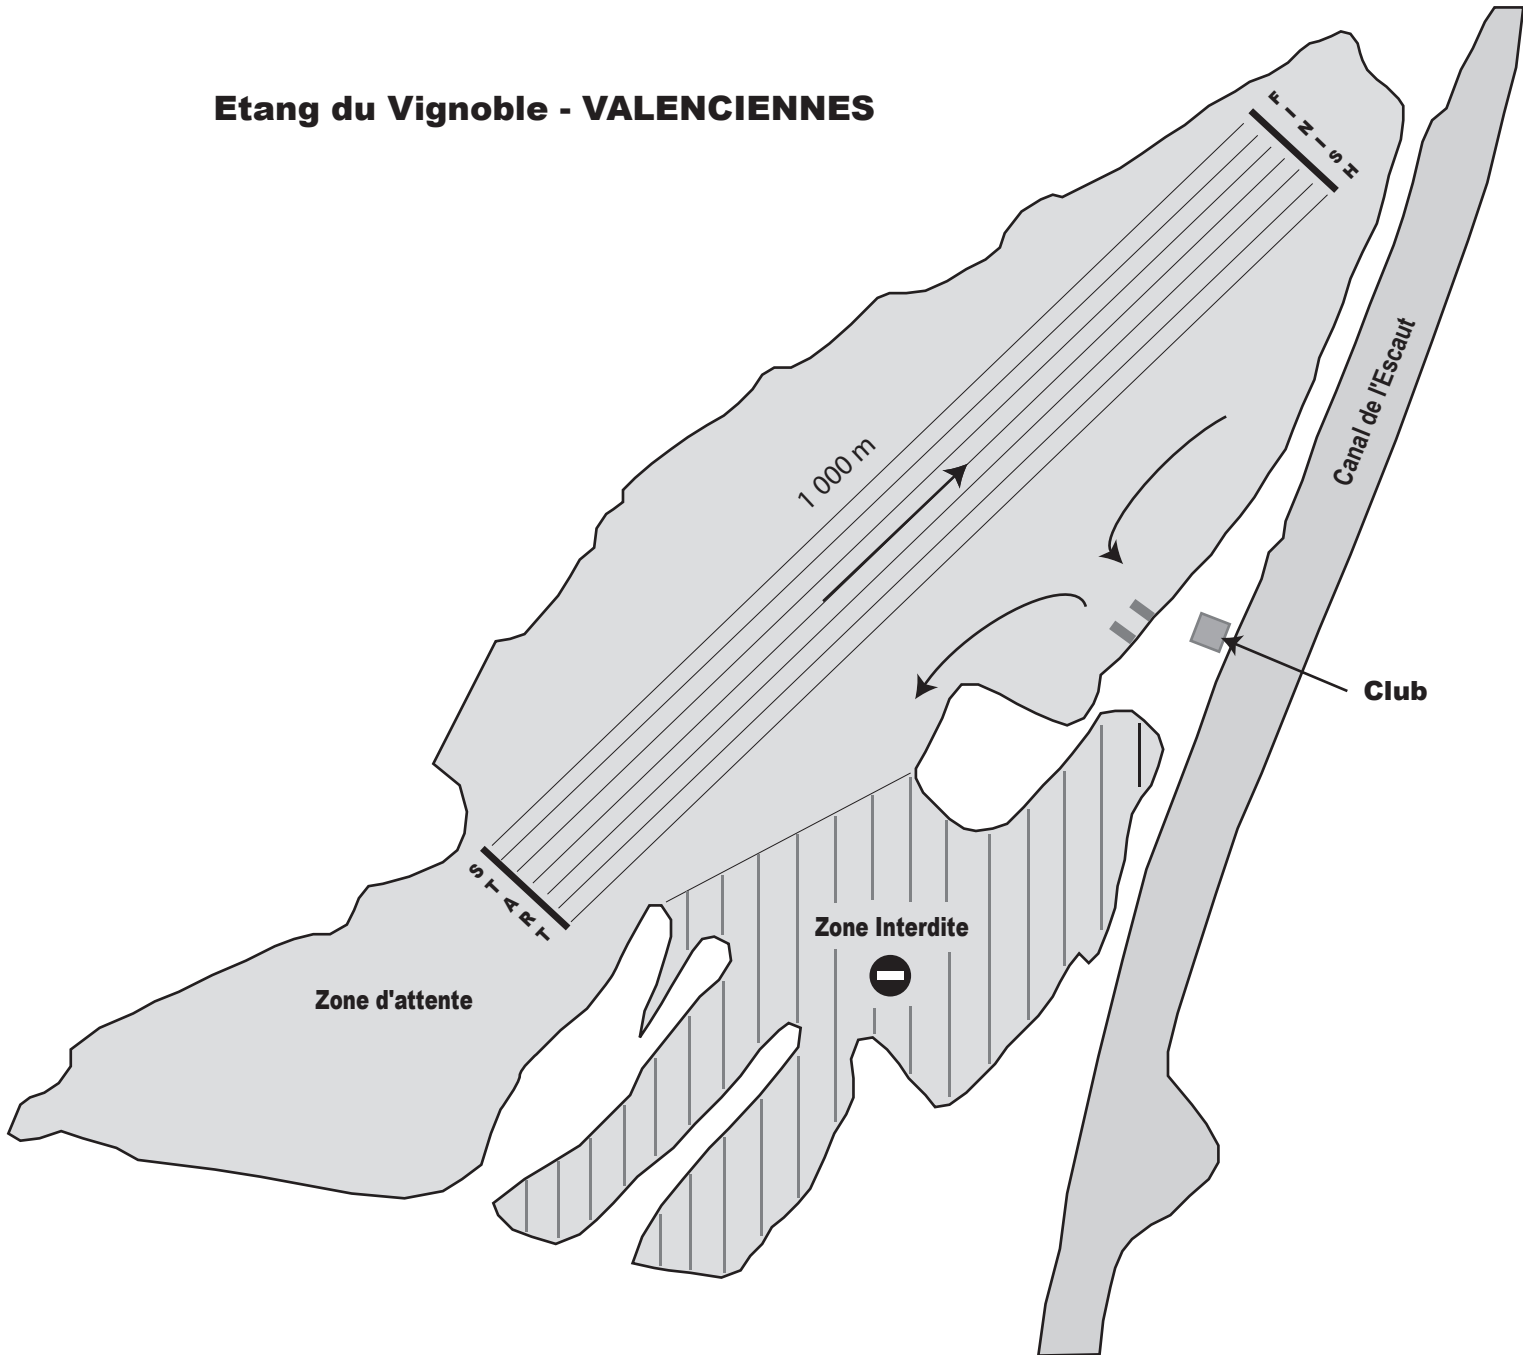 Etang du Vignoble - VALENCIENNES
FINISH
Canal de l'Escaut
1 000 m
Club
START
Zone Interdite
Zone d'attente